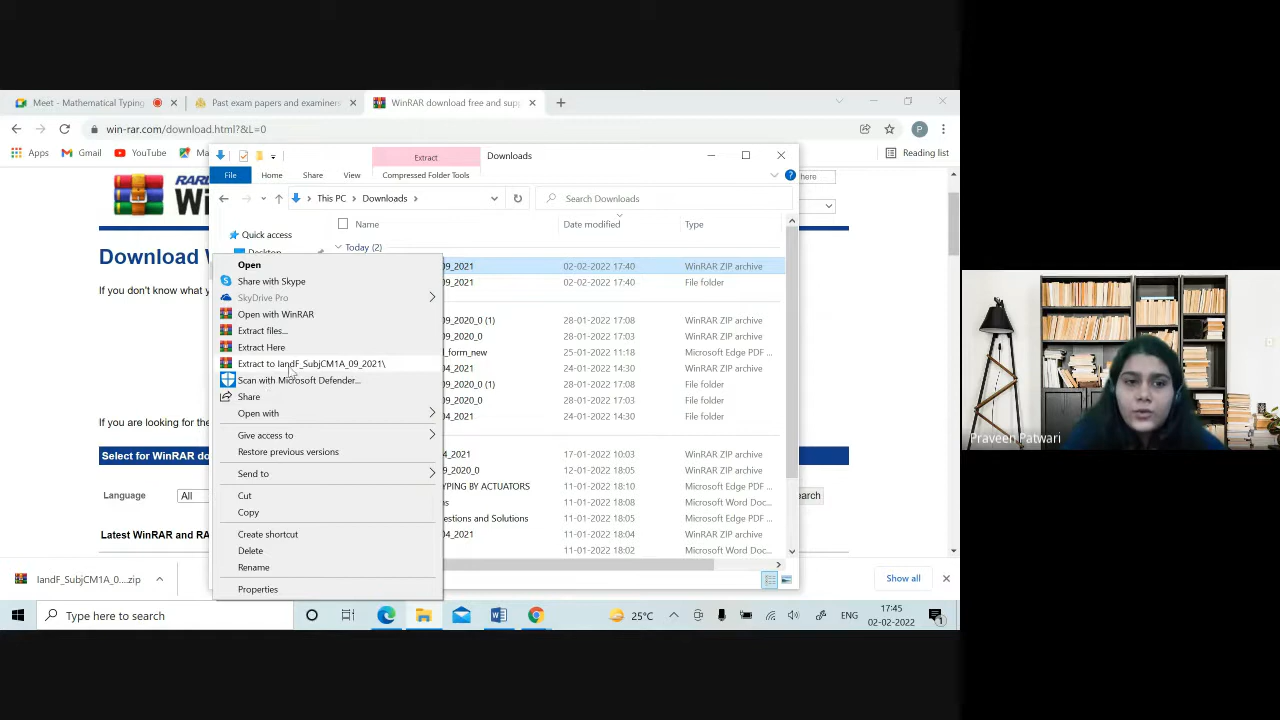 Meet - Mathematical Typing
Past exam papers and examiner
WinRAR download free and sup
win-rar.com/download.html?&L=0
P
Apps
Gmail
YouTube
Reading list
Extract
Downloads
File
Home
Share
View
Compressed Folder Tools
here
This PC
Downloads
Search Downloads
Name
Date modified
Type
Quick access
Desktop
Today (2)
09_2021 02-02-2022 17:40 WinRAR ZIP archive
09_2021 02-02-2022 17:40 File folder
09_2020_0 (1) 28-01-2022 17:08 WinRAR ZIP archive
09_2020_0 28-01-2022 17:03 WinRAR ZIP archive
_form_new 25-01-2022 11:18 Microsoft Edge PDF ...
04_2021 24-01-2022 14:30 WinRAR ZIP archive
09_2020_0 (1) 28-01-2022 17:08 File folder
09_2020_0 28-01-2022 17:03 File folder
04_2021 24-01-2022 14:30 File folder
4_2021 17-01-2022 10:03 WinRAR ZIP archive
9_2020_0 12-01-2022 18:05 WinRAR ZIP archive
YPING BY ACTUATORS 11-01-2022 18:10 Microsoft Edge PDF ...
ns 11-01-2022 18:08 Microsoft Word Doc...
estions and Solutions 11-01-2022 18:05 Microsoft Edge PDF ...
04_2021 11-01-2022 18:04 WinRAR ZIP archive
11-01-2022 18:02 Microsoft Word Doc...
Download
If you don't know what
If you are looking for the
Select for WinRAR do
Language
All
earch
Latest WinRAR and RA
Open
Share with Skype
SkyDrive Pro
Open with WinRAR
Extract files...
Extract Here
Extract to IandF_SubjCM1A_09_2021\
Scan with Microsoft Defender...
Share
Open with
Give access to
Restore previous versions
Send to
Cut
Copy
Create shortcut
Delete
Rename
Properties
IandF_SubjCM1A_0....zip
Show all
Type here to search
25°C
ENG
17:45
02-02-2022
1
Praveen Patwari